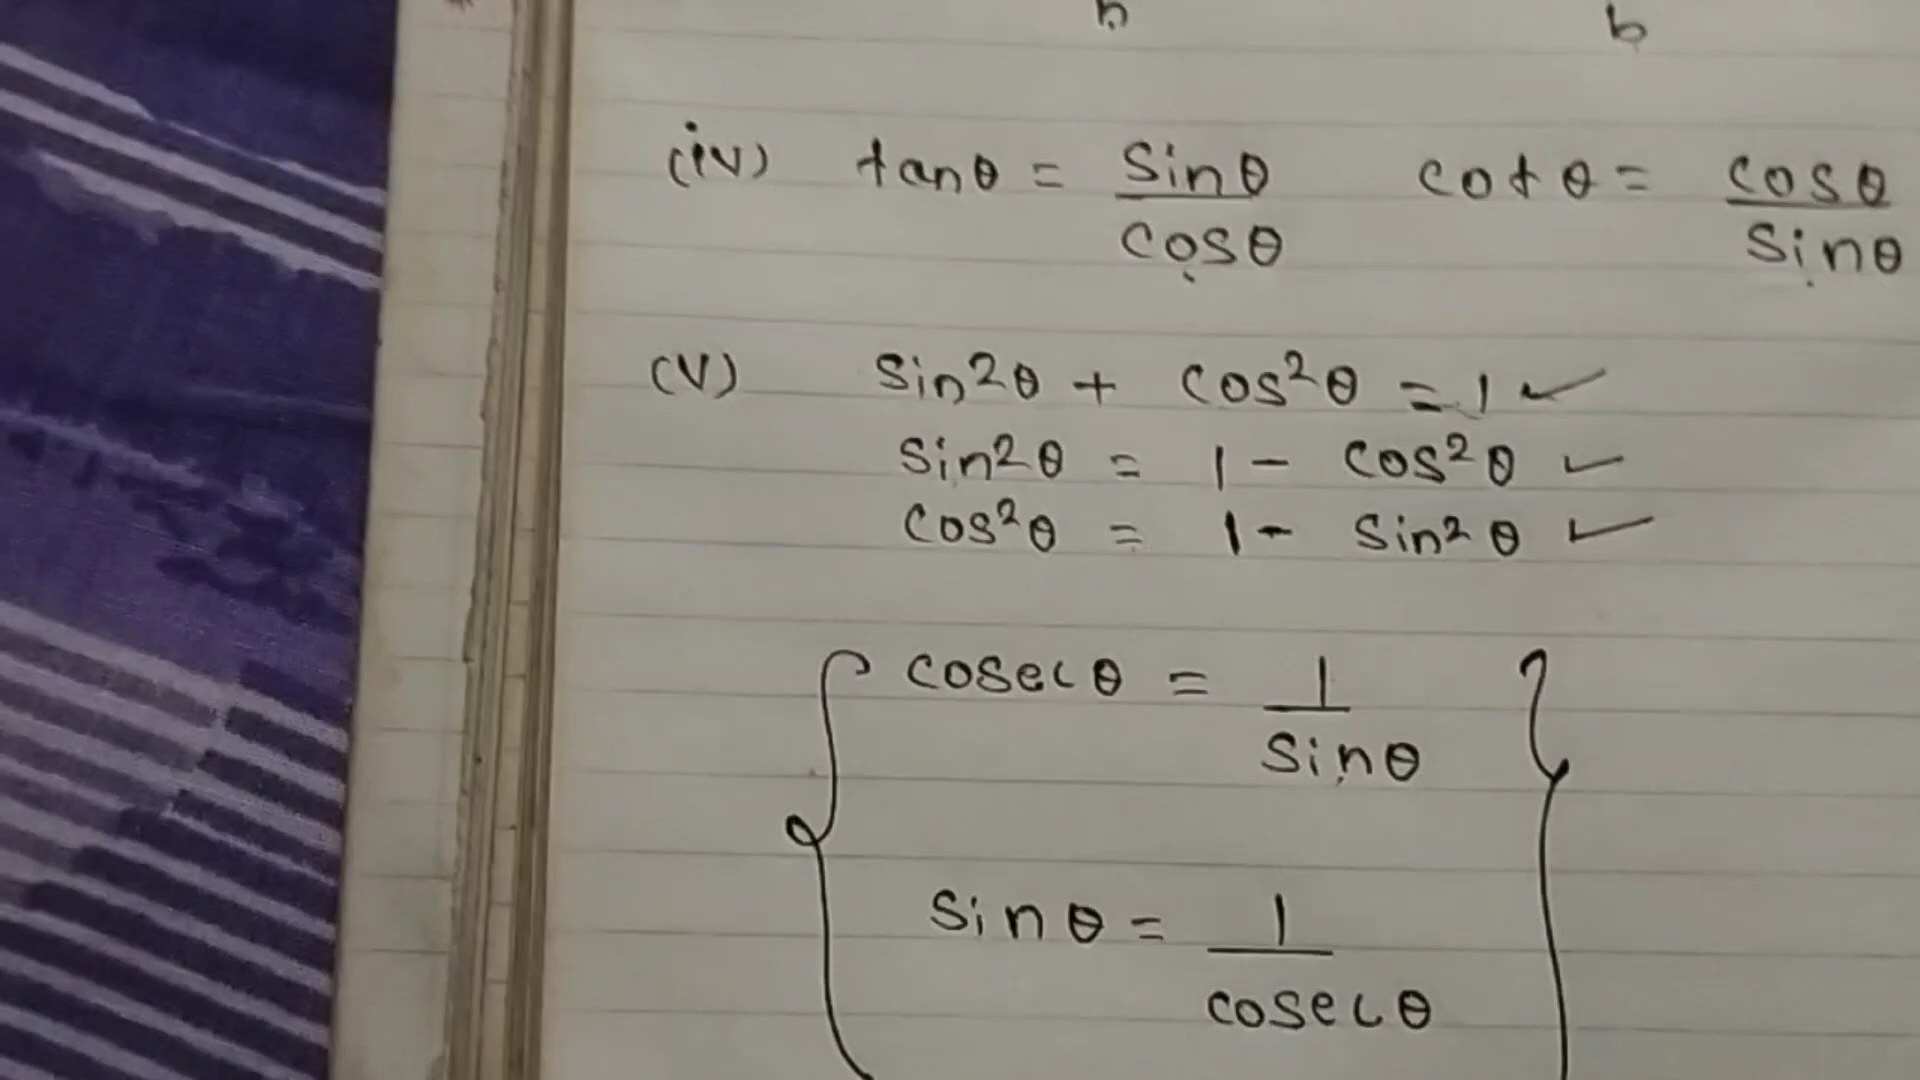 h b
(iv) tanθ = sinθ/cosθ cotθ = cosθ/sinθ
(v) sin²θ + cos²θ = 1 ✓
sin²θ = 1 - cos²θ ✓
cos²θ = 1 - sin²θ ✓
{ cosecθ = 1/sinθ }
sinθ = 1/cosecθ